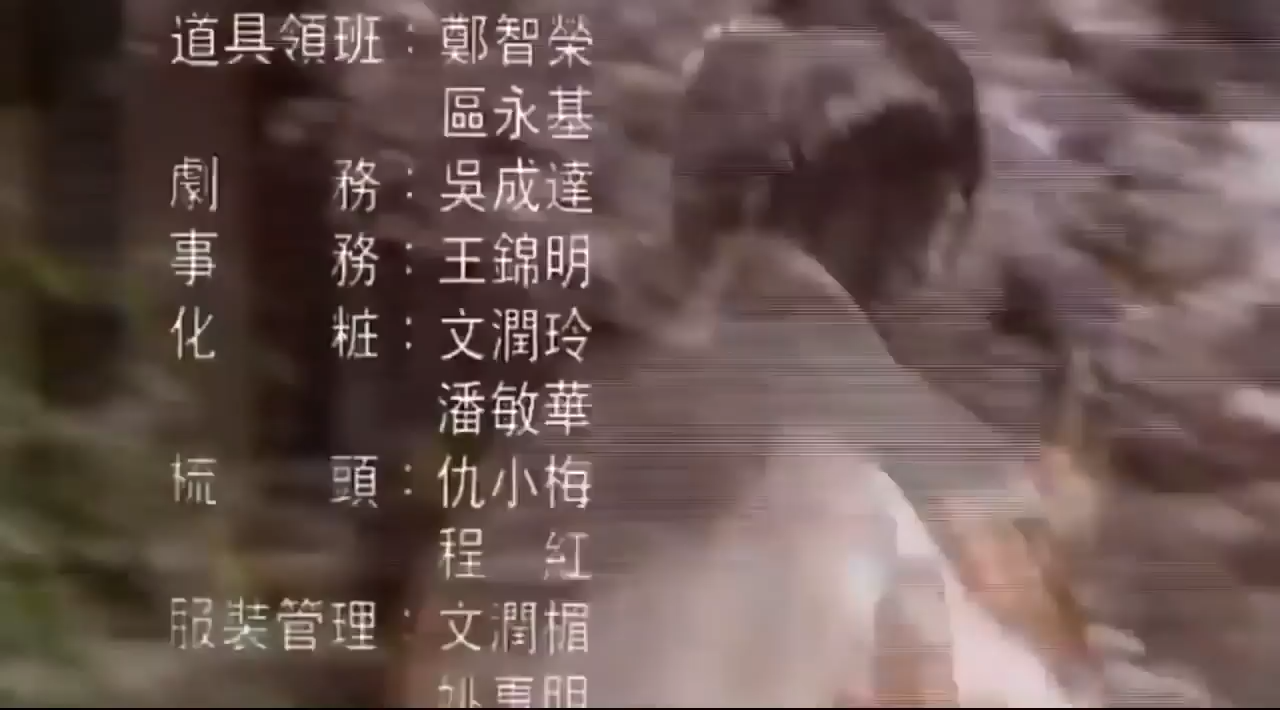 道具領班：鄭智榮
區永基
劇務：吳成達
事務：王錦明
化粧：文潤玲
潘敏華
梳頭：仇小梅
程紅
服裝管理：文潤楣